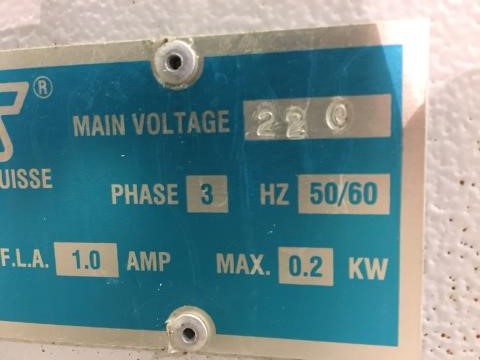 ®
MAIN VOLTAGE 220
UISSE
PHASE 3 HZ 50/60
F.L.A. 1.0 AMP MAX. 0.2 KW